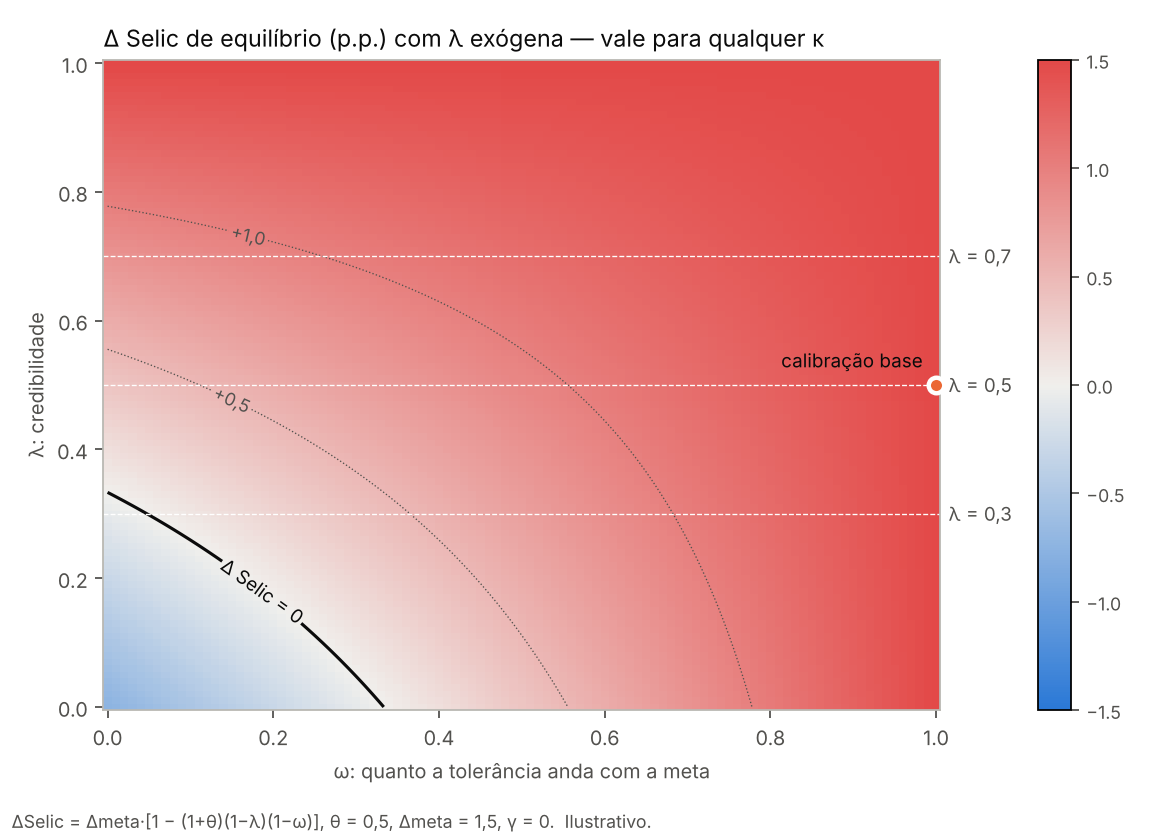 Δ Selic de equilíbrio (p.p.) com λ exógena — vale para qualquer κ
1.0
0.8
0.6
0.4
0.2
0.0
λ: credibilidade
+1,0
+0,5
Δ Selic = 0
calibração base
λ = 0,7
λ = 0,5
λ = 0,3
0.0
0.2
0.4
0.6
0.8
1.0
ω: quanto a tolerância anda com a meta
1.5
1.0
0.5
0.0
−0.5
−1.0
−1.5
ΔSelic = Δmeta·[1 − (1+θ)(1−λ)(1−ω)], θ = 0,5, Δmeta = 1,5, γ = 0. Ilustrativo.